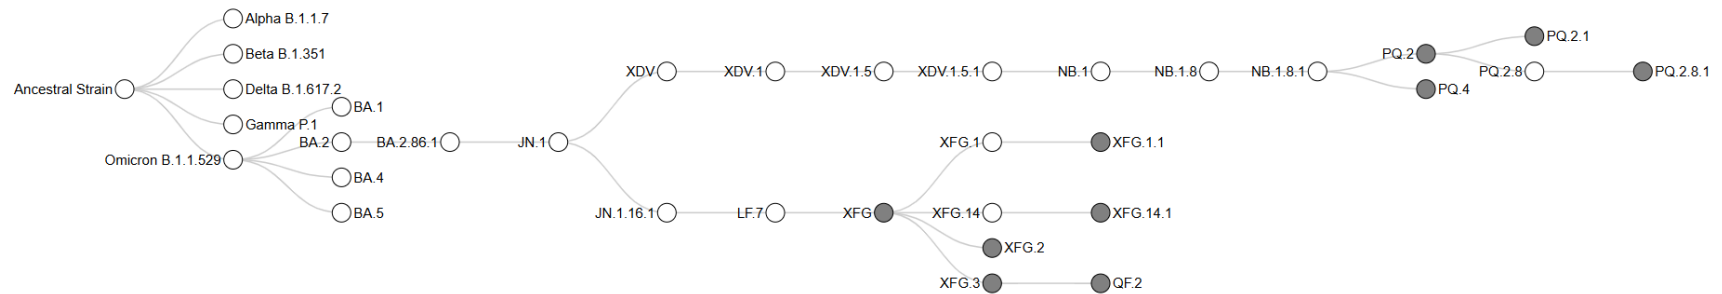 Alpha B.1.1.7
PQ.2.1
Beta B.1.351
PQ.2
XDV
XDV.1
XDV.1.5
XDV.1.5.1
NB.1
NB.1.8
NB.1.8.1
PQ.2.8
PQ.2.8.1
Ancestral Strain
Delta B.1.617.2
PQ.4
BA.1
Gamma P.1
BA.2
BA.2.86.1
JN.1
XFG.1
XFG.1.1
Omicron B.1.1.529
BA.4
BA.5
JN.1.16.1
LF.7
XFG
XFG.14
XFG.14.1
XFG.2
XFG.3
QF.2